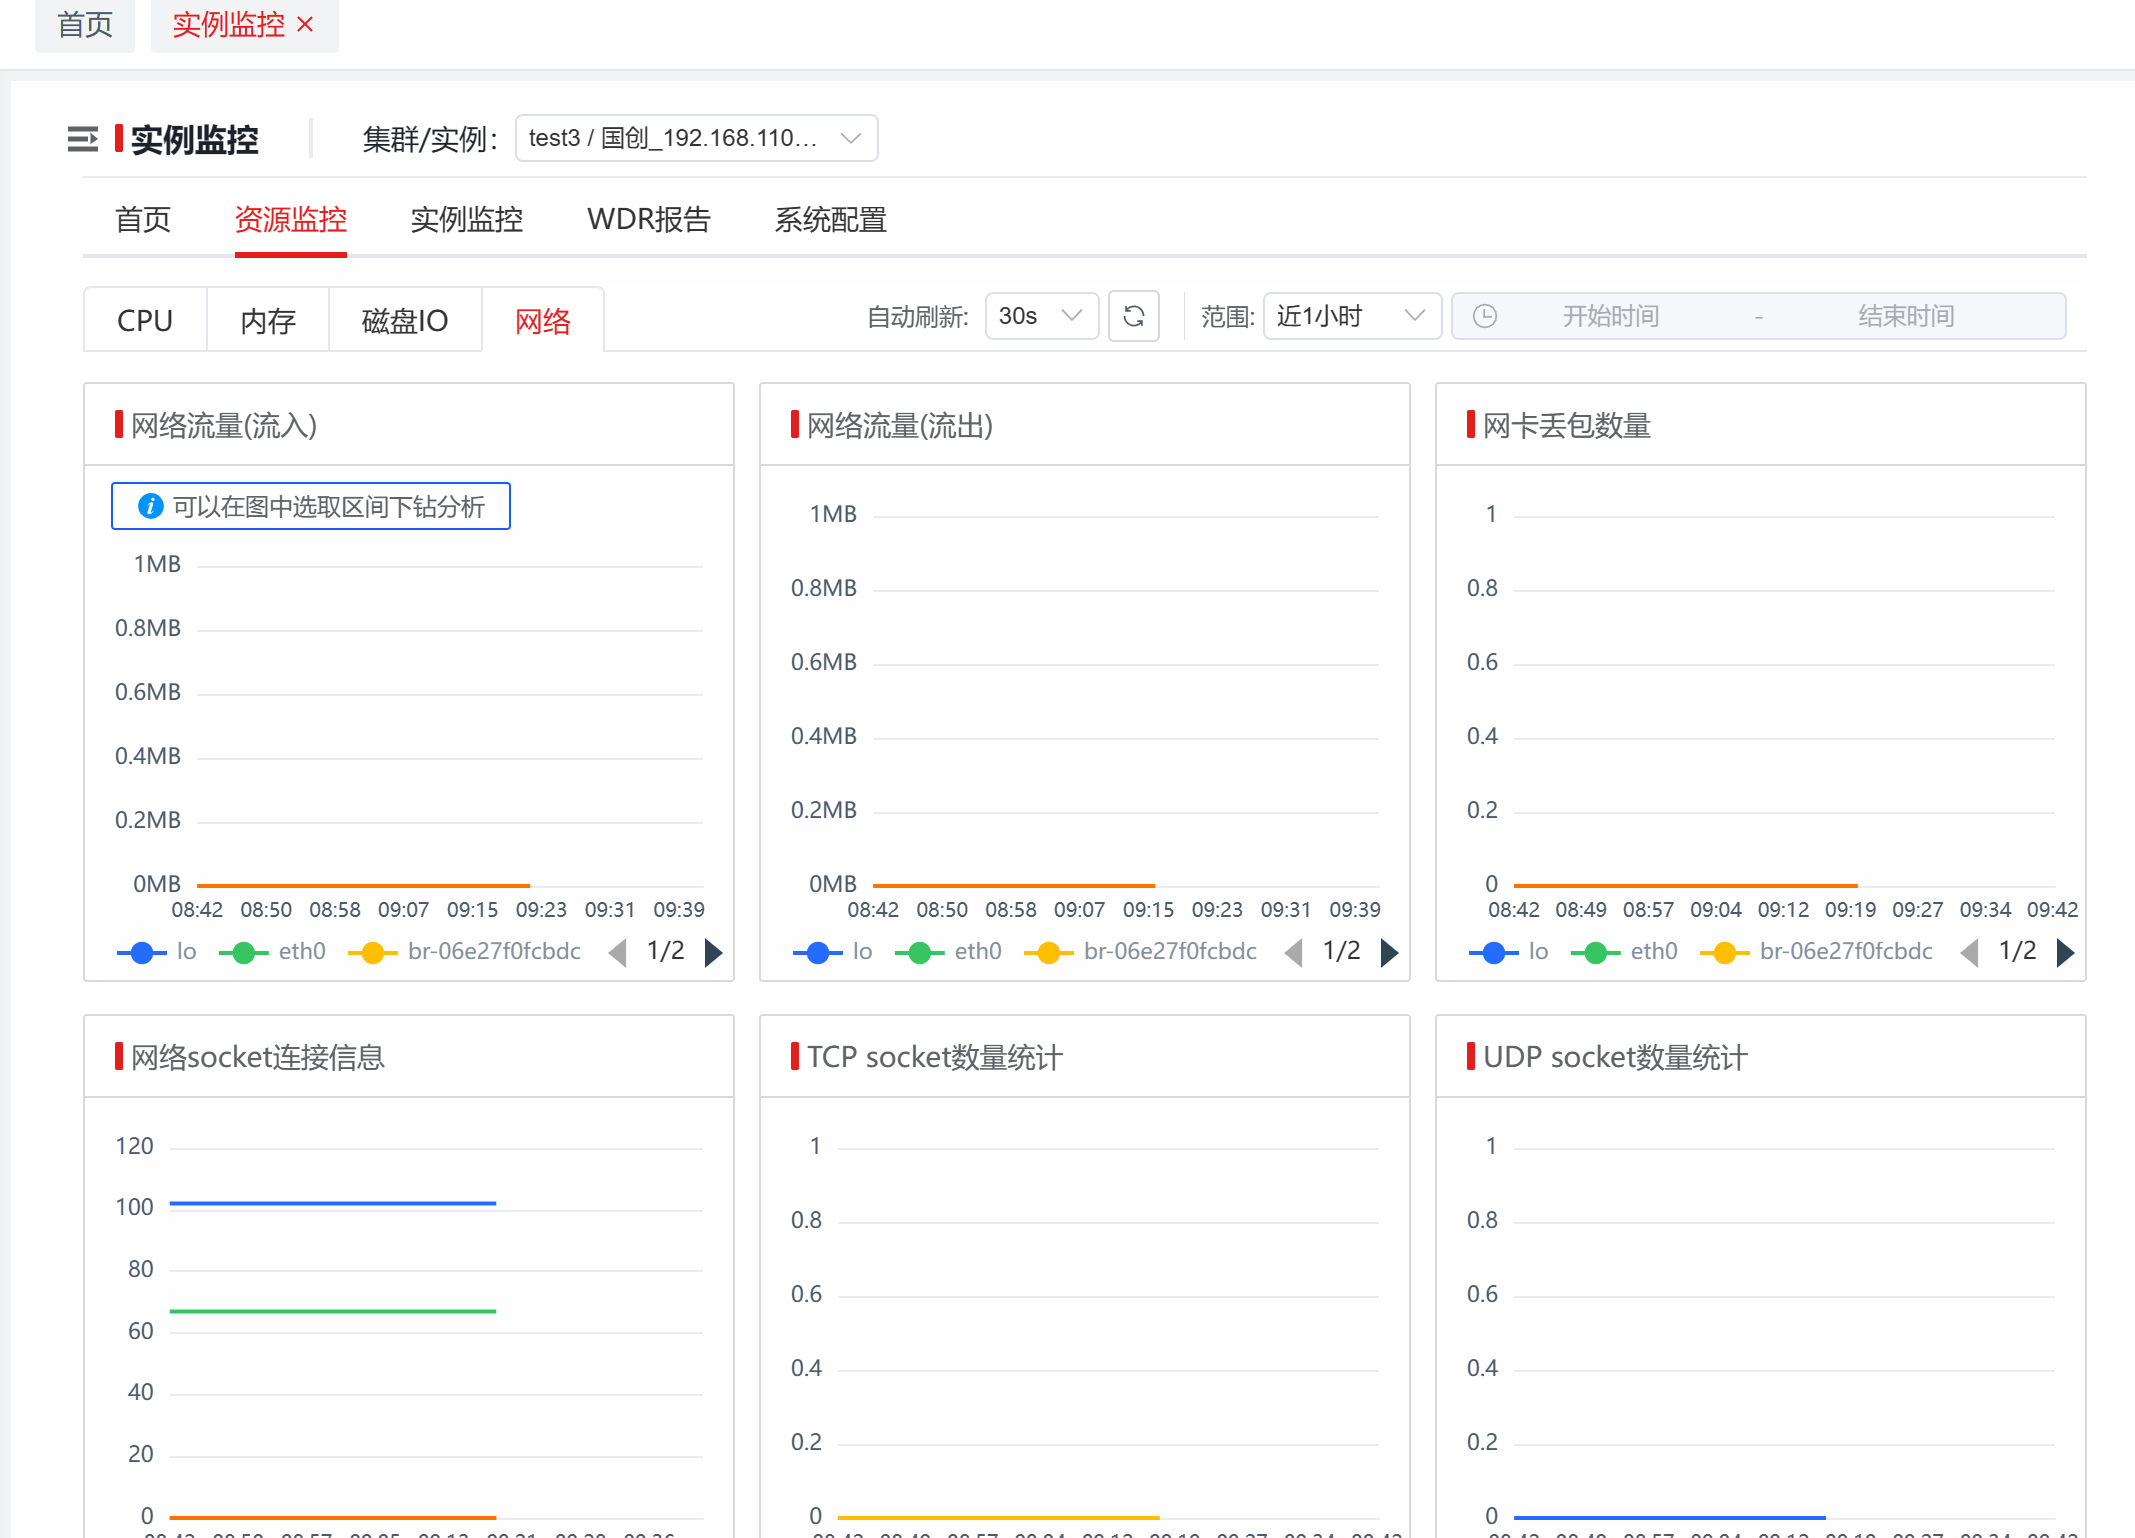 首页 实例监控
实例监控 集群/实例: test3 / 国创_192.168.110...
首页 资源监控 实例监控 WDR报告 系统配置
CPU 内存 磁盘IO 网络 自动刷新: 30s 范围: 近1小时 开始时间 - 结束时间
网络流量(流入)
可以在图中选取区间下钻分析
1MB
0.8MB
0.6MB
0.4MB
0.2MB
0MB
08:42 08:50 08:58 09:07 09:15 09:23 09:31 09:39
lo eth0 br-06e27f0fcbdc 1/2
网络流量(流出)
1MB
0.8MB
0.6MB
0.4MB
0.2MB
0MB
08:42 08:50 08:58 09:07 09:15 09:23 09:31 09:39
lo eth0 br-06e27f0fcbdc 1/2
网卡丢包数量
1
0.8
0.6
0.4
0.2
0
08:42 08:49 08:57 09:04 09:12 09:19 09:27 09:34 09:42
lo eth0 br-06e27f0fcbdc 1/2
网络socket连接信息
120
100
80
60
40
20
0
TCP socket数量统计
1
0.8
0.6
0.4
0.2
0
UDP socket数量统计
1
0.8
0.6
0.4
0.2
0